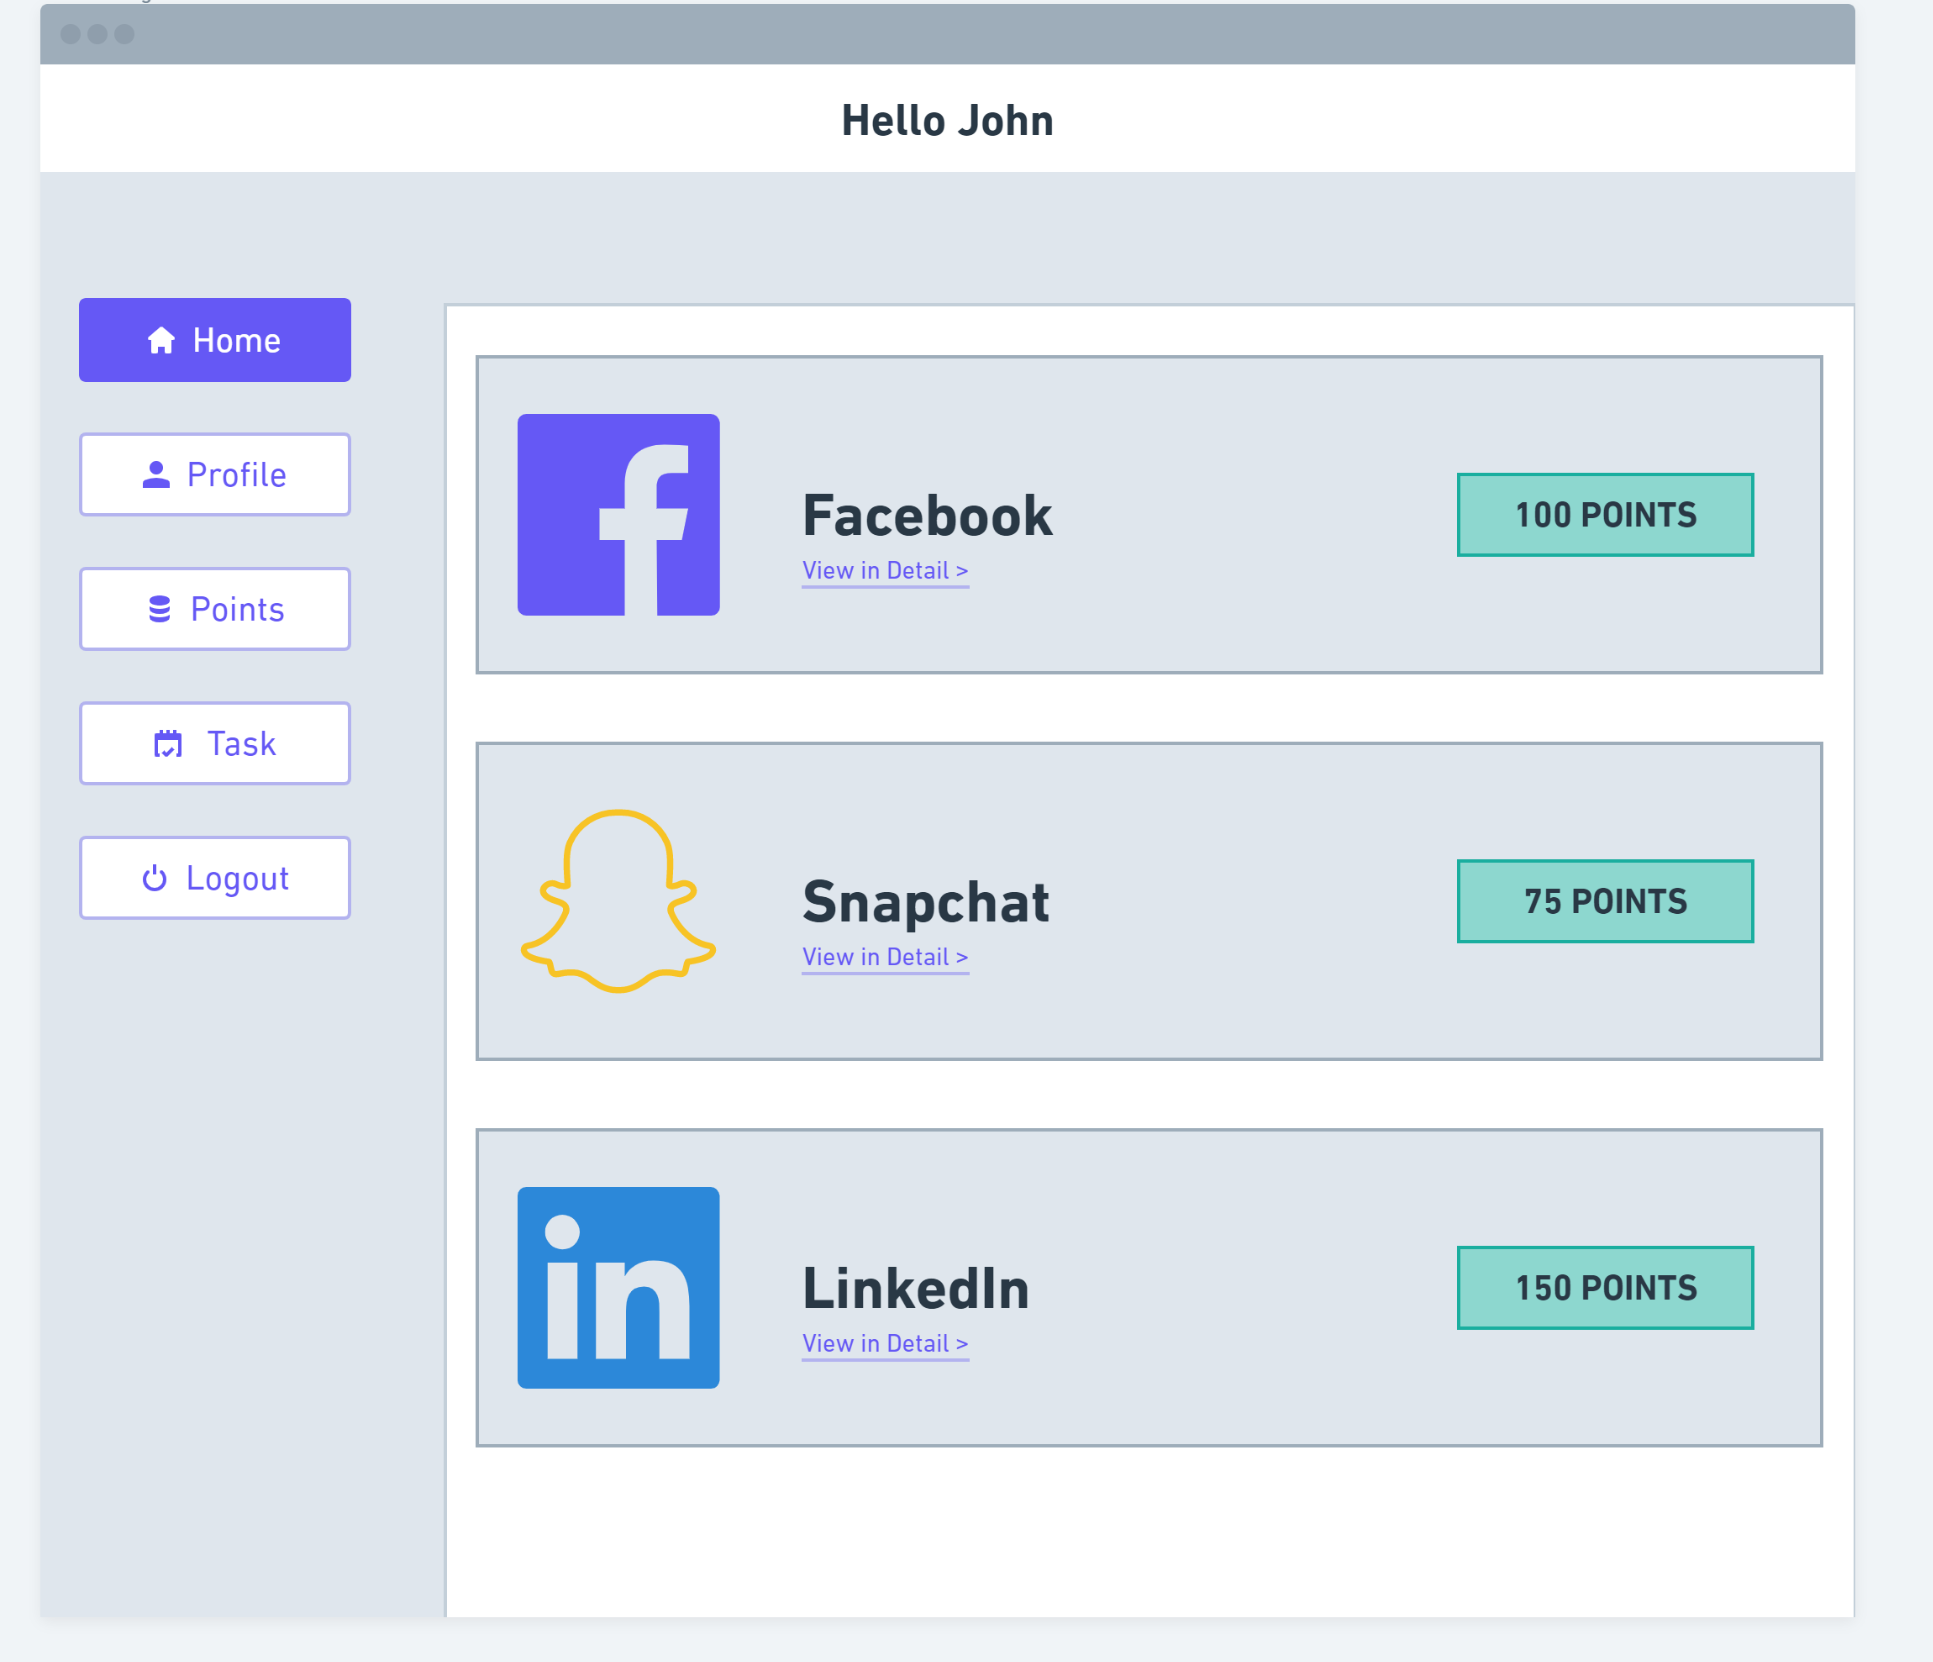 Hello John
Home
Profile
Points
Task
Logout
Facebook
View in Detail >
100 POINTS
Snapchat
View in Detail >
75 POINTS
in
LinkedIn
View in Detail >
150 POINTS